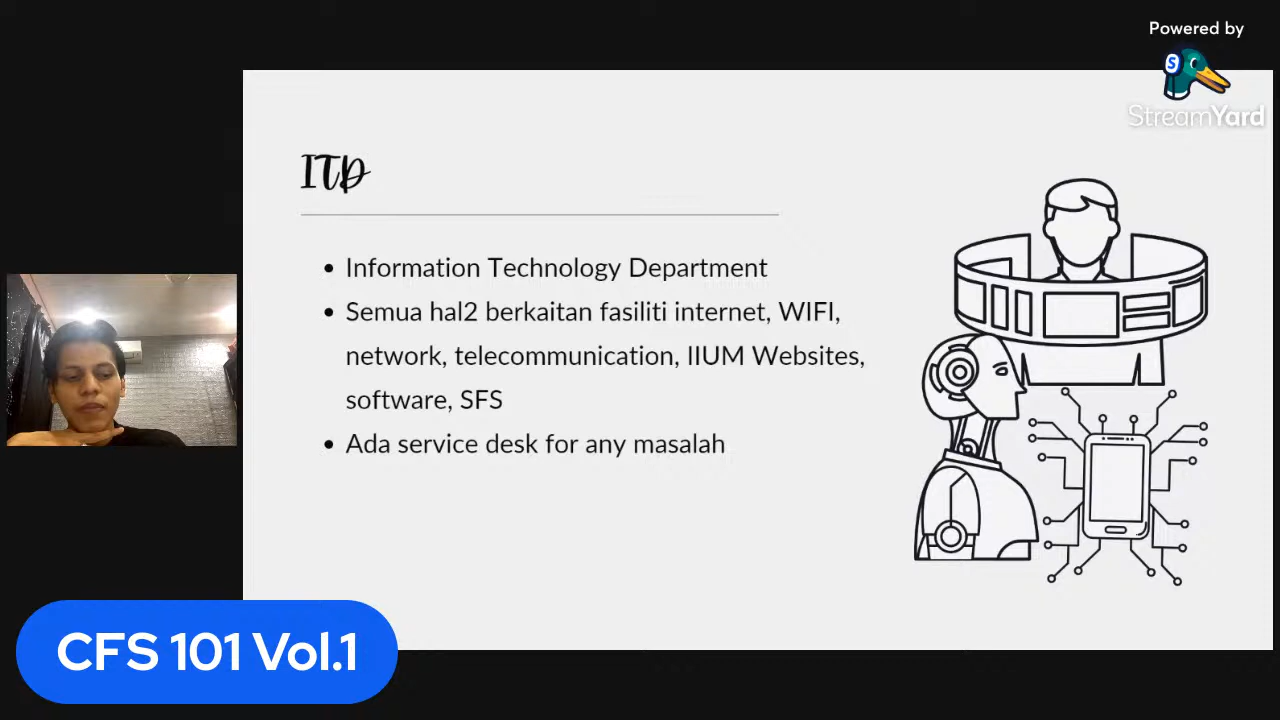 Powered by
StreamYard
ITD
Information Technology Department
Semua hal2 berkaitan fasiliti internet, WIFI,
network, telecommunication, IIUM Websites,
software, SFS
Ada service desk for any masalah
CFS 101 Vol.1